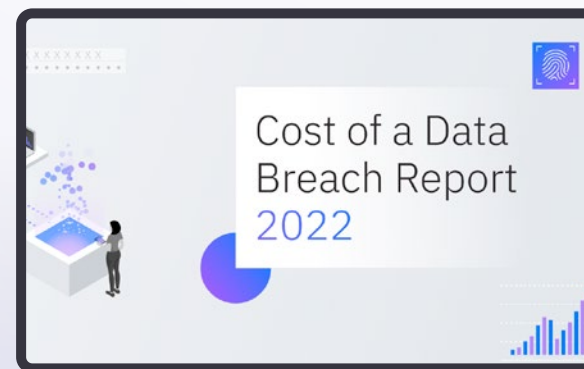 X X X X X X X
Cost of a Data
Breach Report
2022